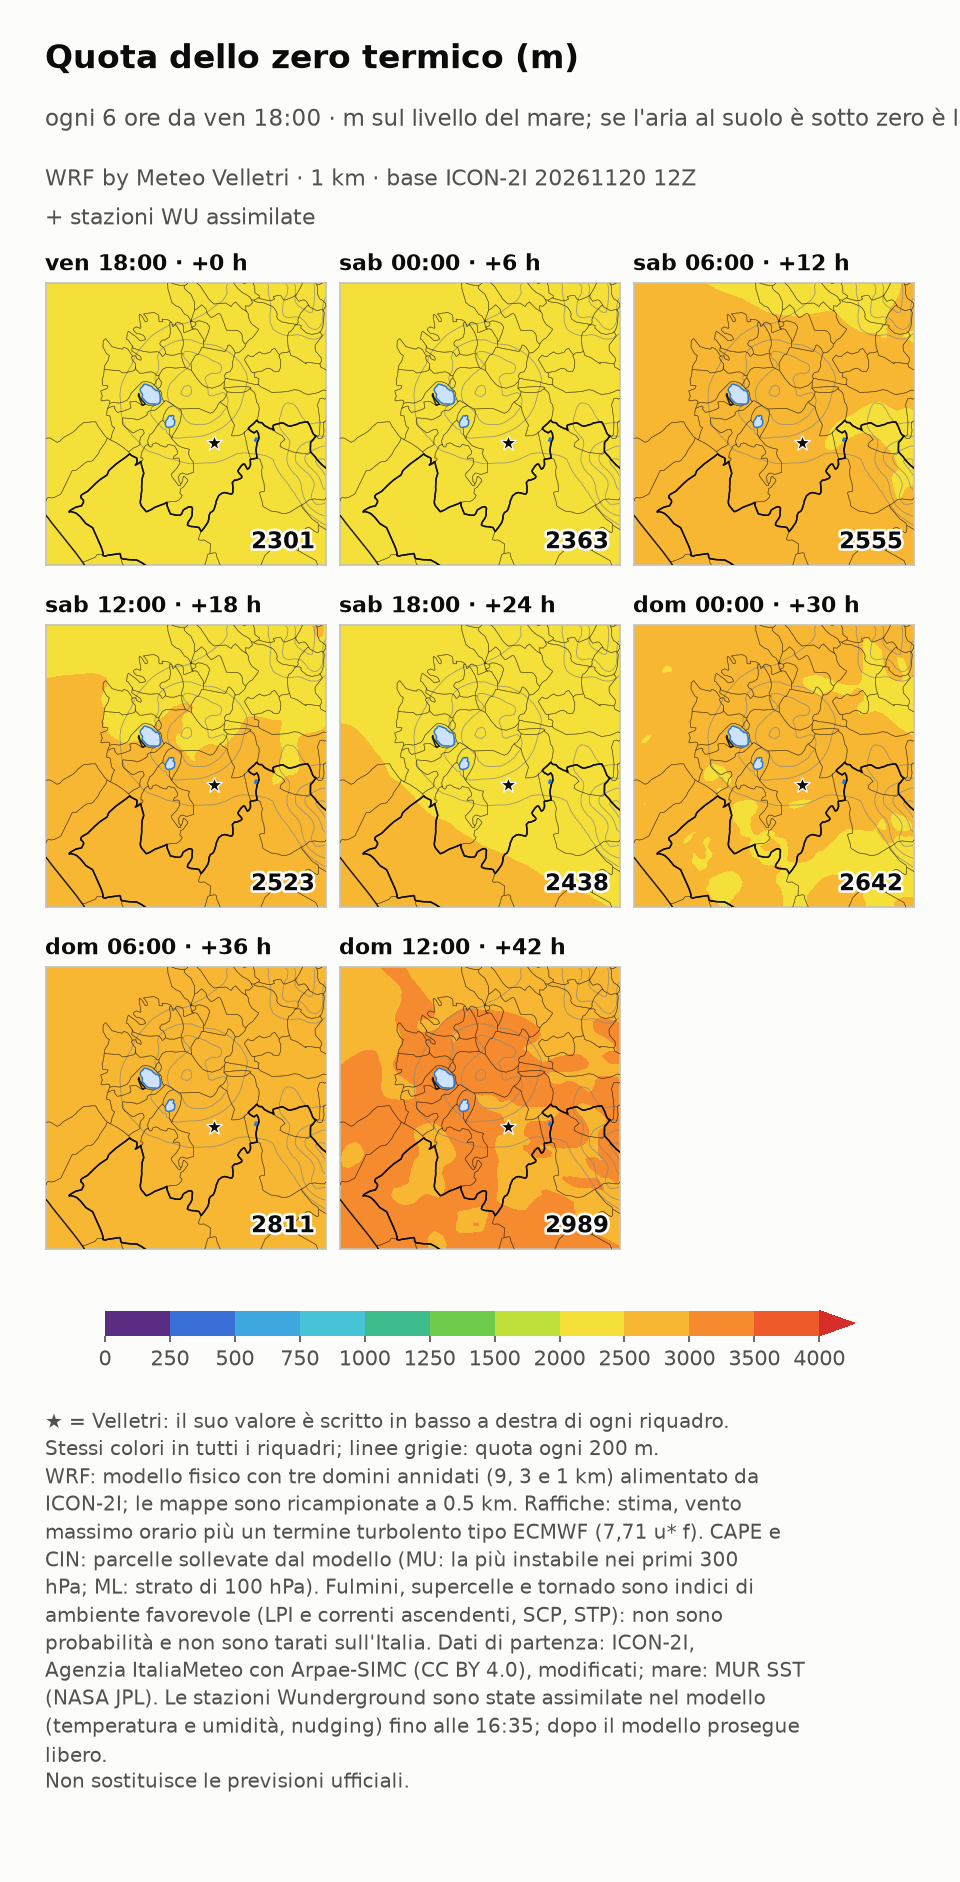 Quota dello zero termico (m)
ogni 6 ore da ven 18:00 · m sul livello del mare; se l'aria al suolo è sotto zero è l
WRF by Meteo Velletri · 1 km · base ICON-2I 20261120 12Z
+ stazioni WU assimilate
ven 18:00 · +0 h
sab 00:00 · +6 h
sab 06:00 · +12 h
2301
2363
2555
sab 12:00 · +18 h
sab 18:00 · +24 h
dom 00:00 · +30 h
2523
2438
2642
dom 06:00 · +36 h
dom 12:00 · +42 h
2811
2989
0 250 500 750 1000 1250 1500 2000 2500 3000 3500 4000
★ = Velletri: il suo valore è scritto in basso a destra di ogni riquadro.
Stessi colori in tutti i riquadri; linee grigie: quota ogni 200 m.
WRF: modello fisico con tre domini annidati (9, 3 e 1 km) alimentato da
ICON-2I; le mappe sono ricampionate a 0.5 km. Raffiche: stima, vento
massimo orario più un termine turbolento tipo ECMWF (7,71 u* f). CAPE e
CIN: parcelle sollevate dal modello (MU: la più instabile nei primi 300
hPa; ML: strato di 100 hPa). Fulmini, supercelle e tornado sono indici di
ambiente favorevole (LPI e correnti ascendenti, SCP, STP): non sono
probabilità e non sono tarati sull'Italia. Dati di partenza: ICON-2I,
Agenzia ItaliaMeteo con Arpae-SIMC (CC BY 4.0), modificati; mare: MUR SST
(NASA JPL). Le stazioni Wunderground sono state assimilate nel modello
(temperatura e umidità, nudging) fino alle 16:35; dopo il modello prosegue
libero.
Non sostituisce le previsioni ufficiali.